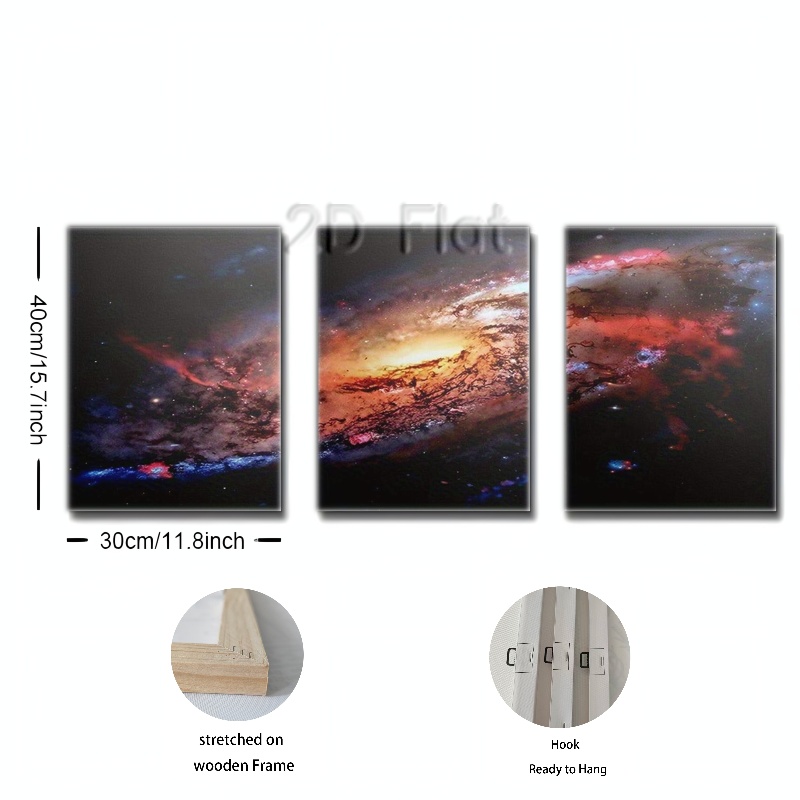 2D Flat
40cm/15.7inch
30cm/11.8inch
stretched on
wooden Frame
Hook
Ready to Hang